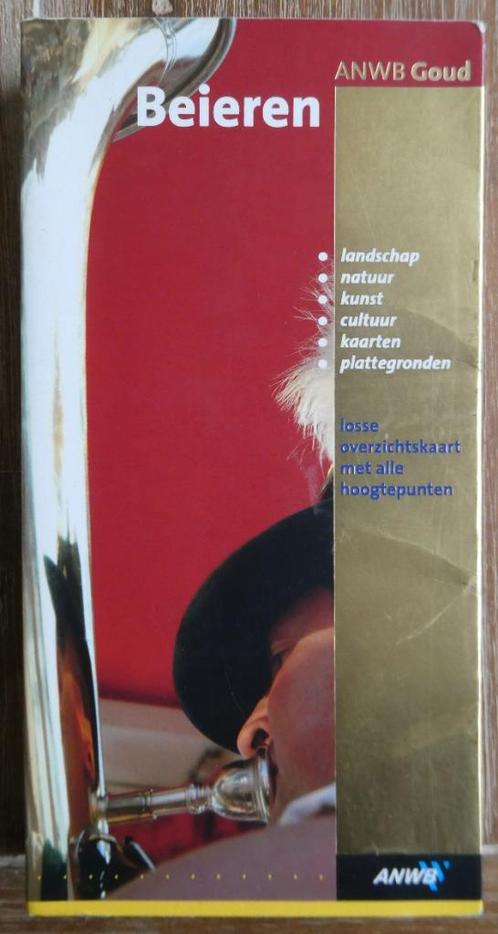 ANWB Goud
Beieren
• landschap
• natuur
• kunst
• cultuur
• kaarten
• plattegronden
losse
overzichtskaart
met alle
hoogtepunten
ANWB